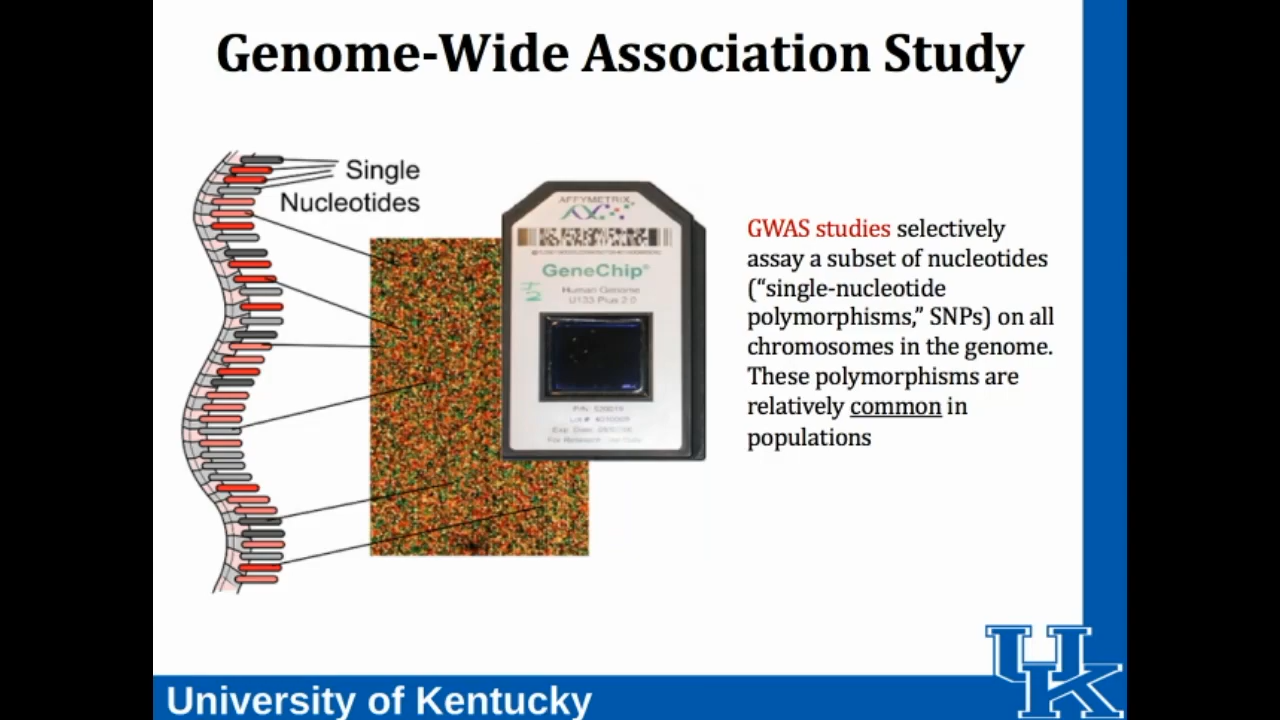 Genome-Wide Association Study
Single
Nucleotides
AFFYMETRIX
GeneChip®
Human Genome
U133 Plus 2.0
GWAS studies selectively
assay a subset of nucleotides
(“single-nucleotide
polymorphisms,” SNPs) on all
chromosomes in the genome.
These polymorphisms are
relatively common in
populations
UK
University of Kentucky